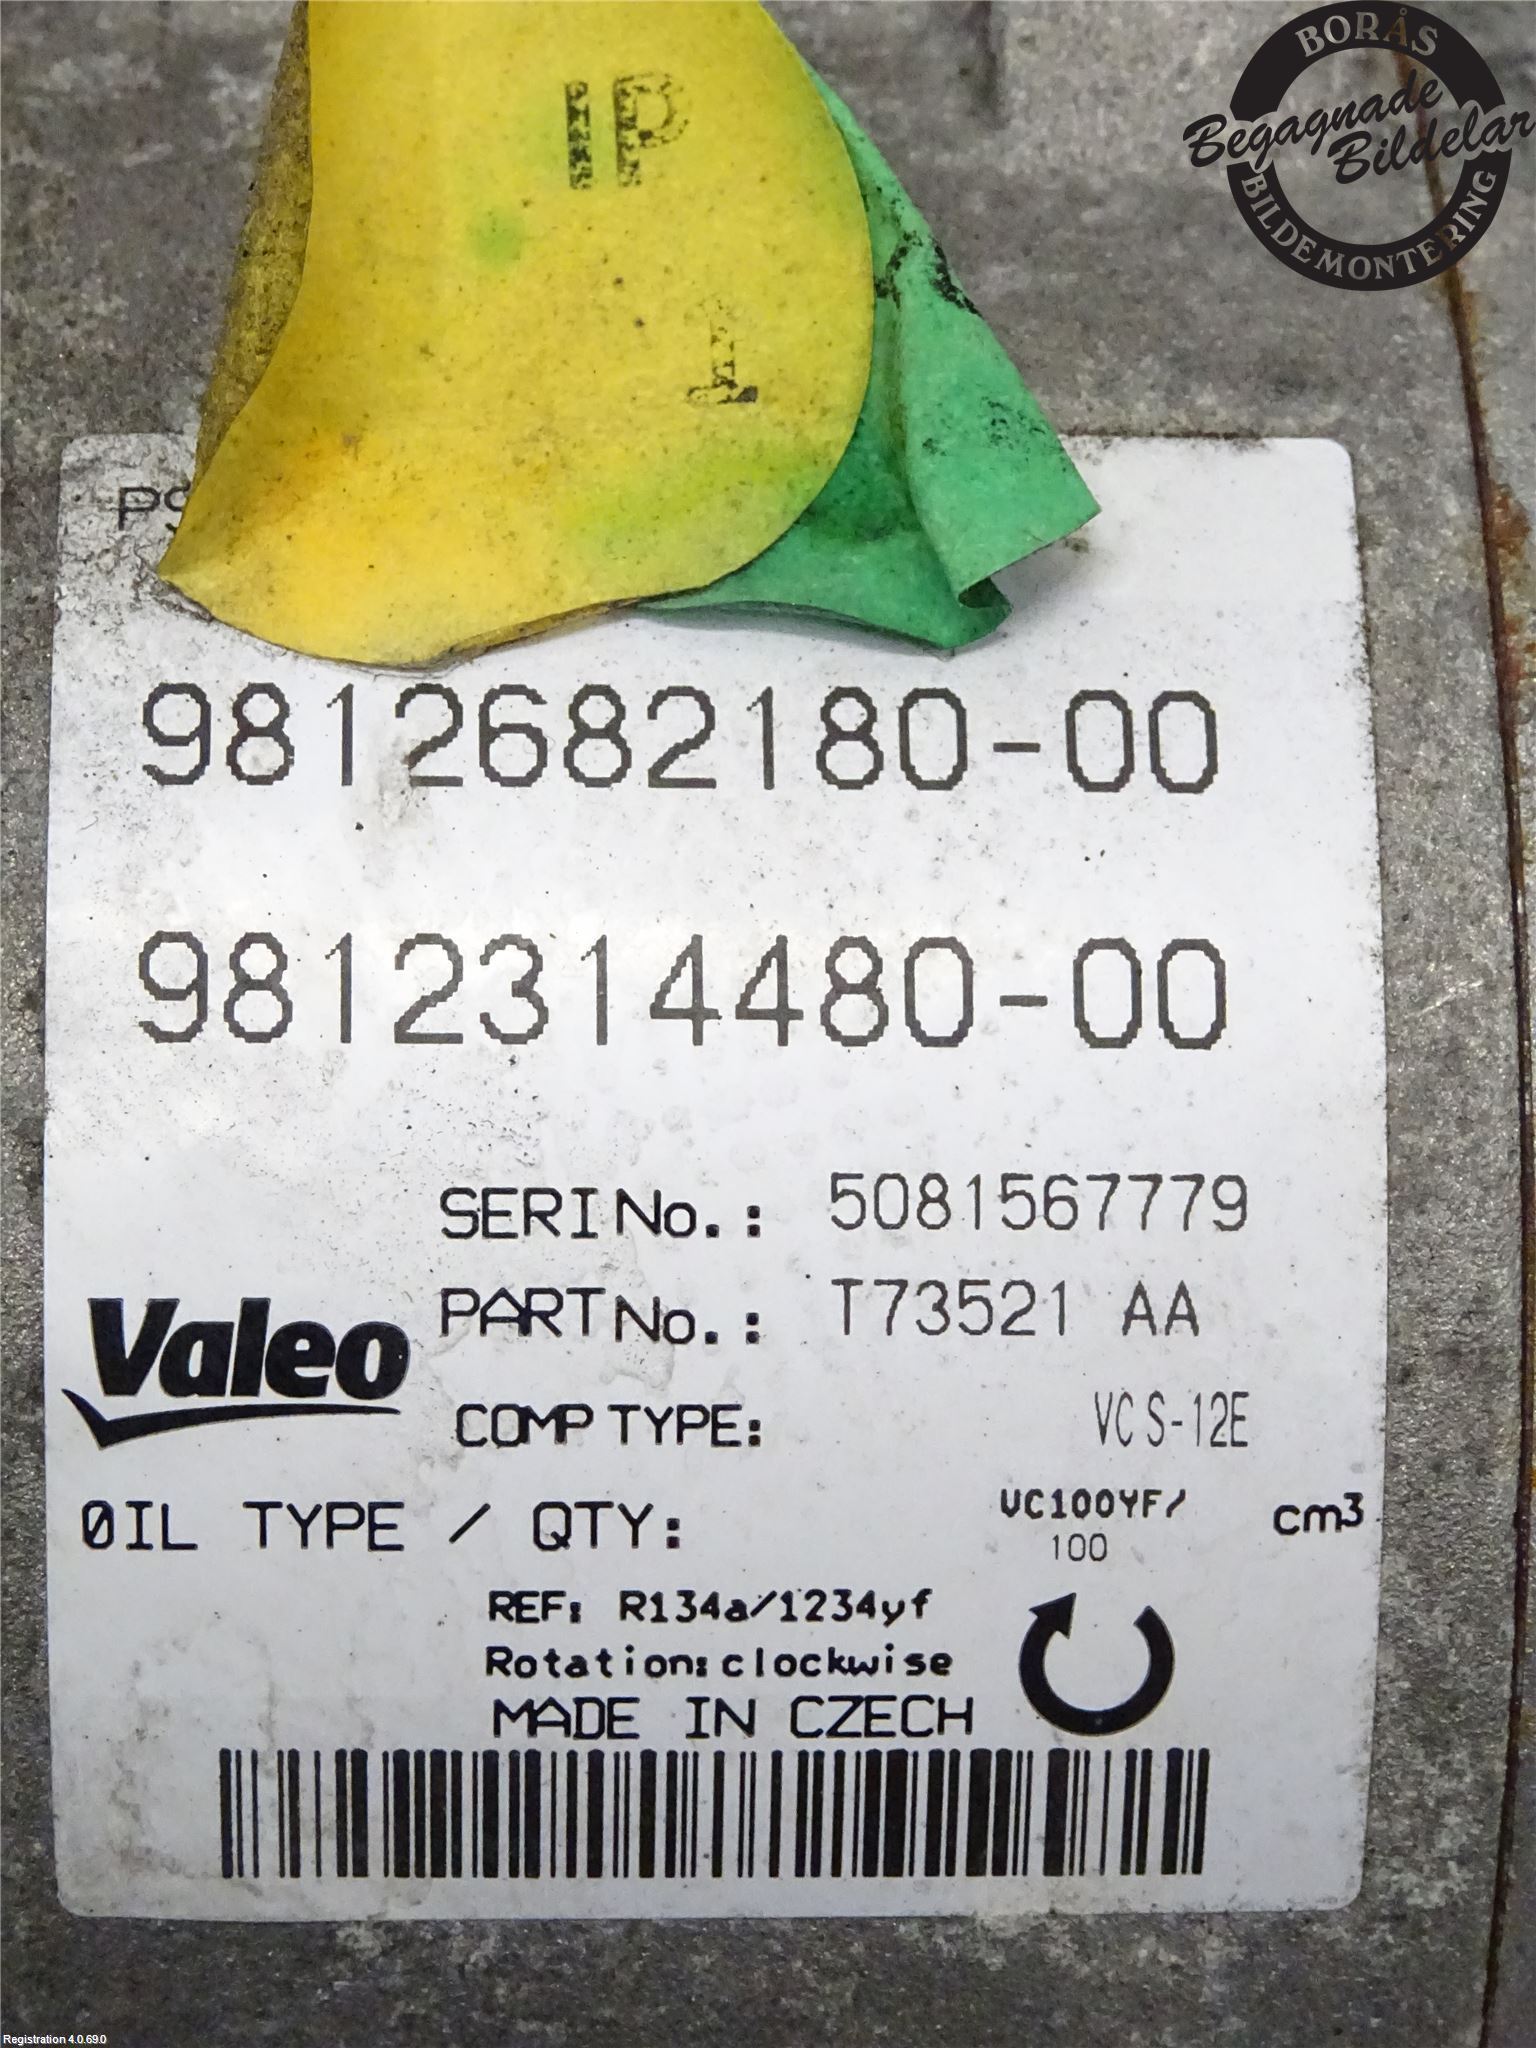 BORÅS
Begagnade
Bildelar
BILDEMONTERING
IP
1
9812682180-00
9812314480-00
SERI No.: 5081567779
PART No.: T73521 AA
Valeo
COMP TYPE: VC S-12E
OIL TYPE / QTY: VC100YF/ 100 cm3
REF: R134a/1234yf
Rotation:clockwise
MADE IN CZECH
Registration 4.0.69.0